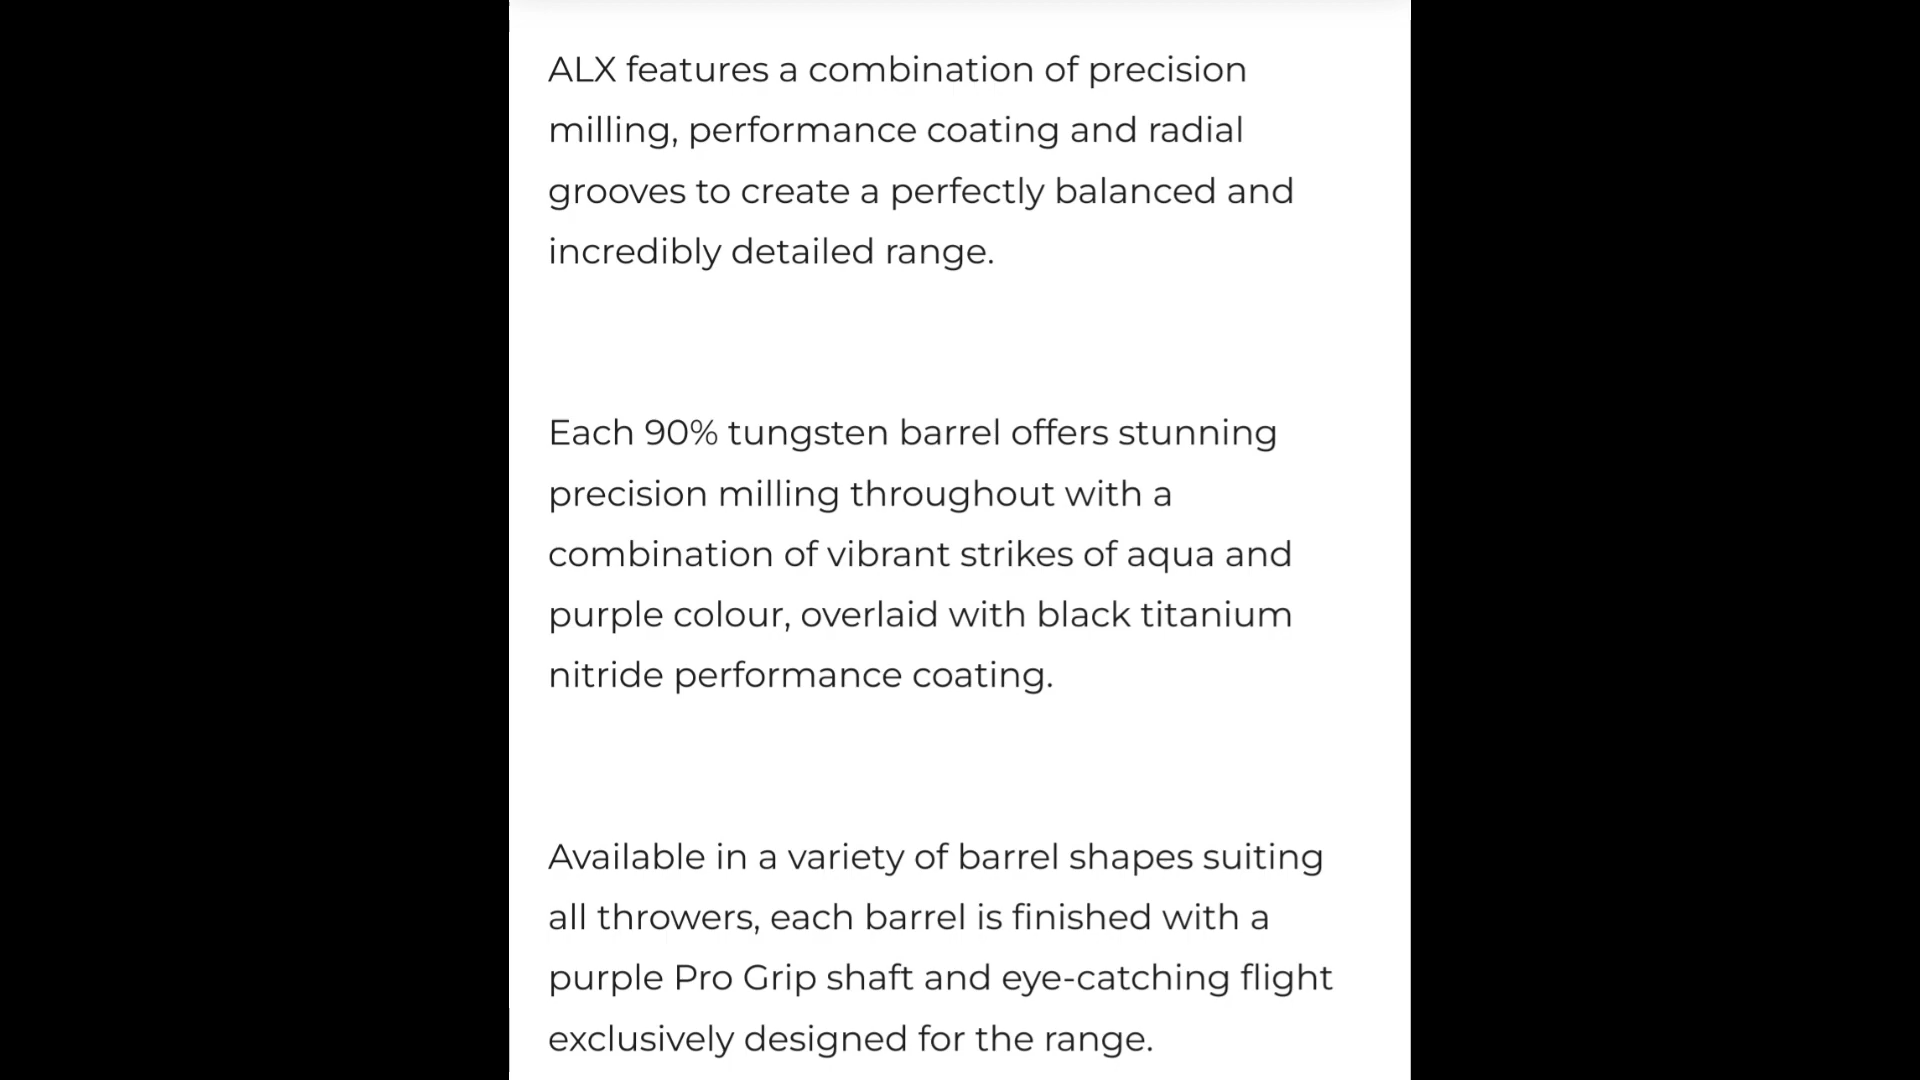 ALX features a combination of precision
milling, performance coating and radial
grooves to create a perfectly balanced and
incredibly detailed range.
Each 90% tungsten barrel offers stunning
precision milling throughout with a
combination of vibrant strikes of aqua and
purple colour, overlaid with black titanium
nitride performance coating.
Available in a variety of barrel shapes suiting
all throwers, each barrel is finished with a
purple Pro Grip shaft and eye-catching flight
exclusively designed for the range.